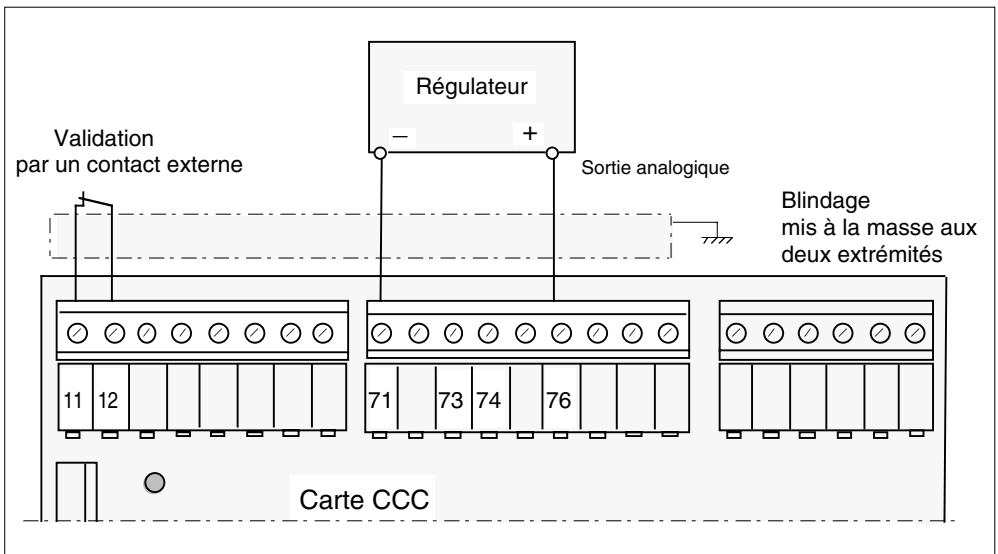 Régulateur
– +
Validation
par un contact externe
Sortie analogique
Blindage
mis à la masse aux
deux extrémités
11 12 71 73 74 76
Carte CCC